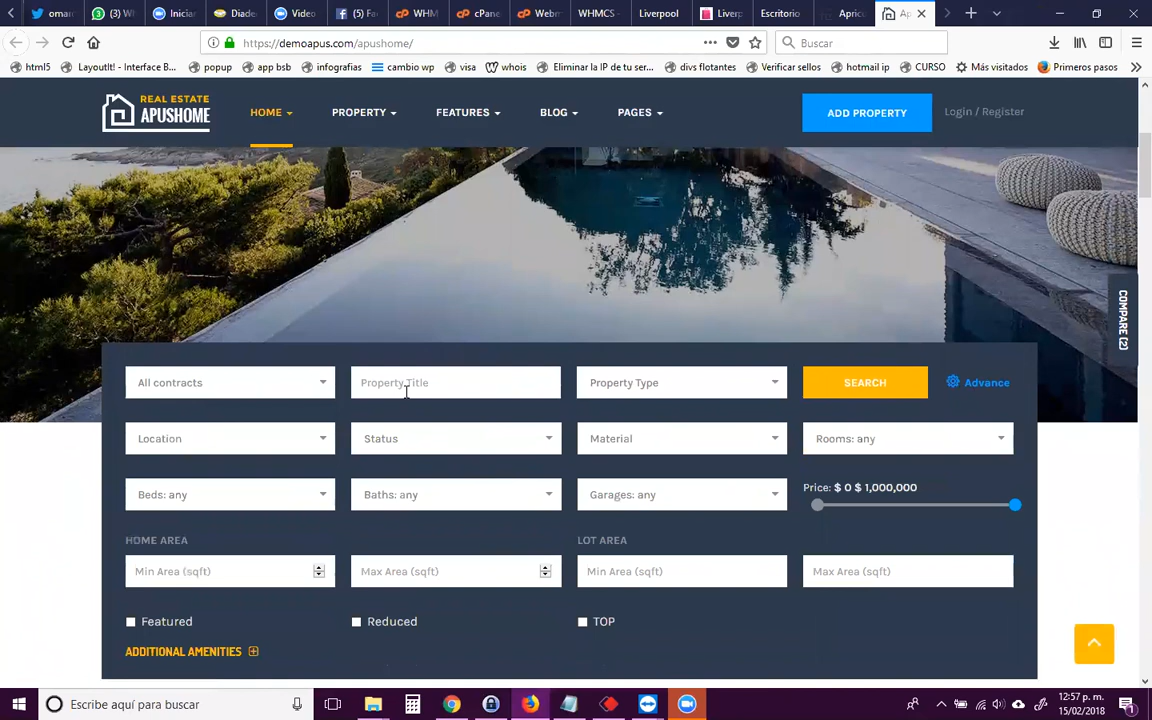 omar
(3) W
Iniciar
Diade
Video
(5) Fa
WHM
cPane
Webm
WHMCS -
Liverpool
Liverp
Escritorio
Aprice
Ap
https://demoapus.com/apushome/
Buscar
html5
LayoutIt! - Interface B...
popup
app bsb
infografias
cambio wp
visa
whois
Eliminar la IP de tu ser...
divs flotantes
Verificar sellos
hotmail ip
CURSO
Más visitados
Primeros pasos
REAL ESTATE
APUSHOME
HOME
PROPERTY
FEATURES
BLOG
PAGES
ADD PROPERTY
Login / Register
COMPARE (2)
All contracts
Property Title
Property Type
SEARCH
Advance
Location
Status
Material
Rooms: any
Beds: any
Baths: any
Garages: any
Price: $ 0 $ 1,000,000
HOME AREA
LOT AREA
Min Area (sqft)
Max Area (sqft)
Min Area (sqft)
Max Area (sqft)
Featured
Reduced
TOP
ADDITIONAL AMENITIES
Escribe aquí para buscar
12:57 p. m.
15/02/2018
1